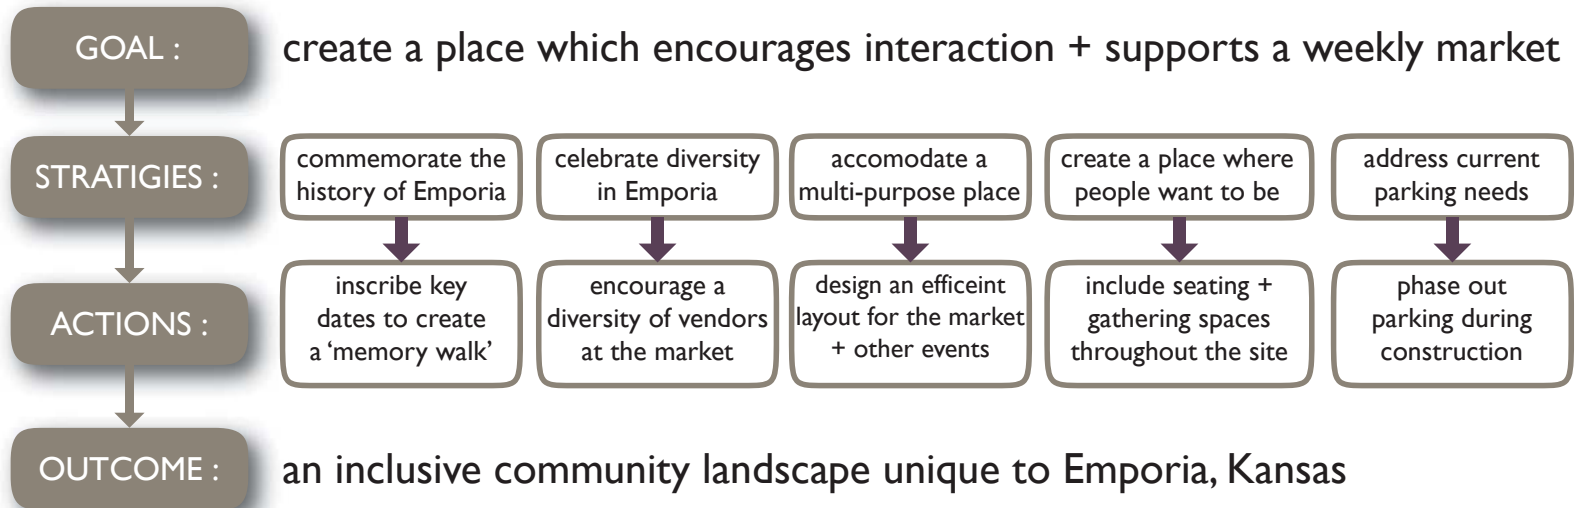 GOAL :
create a place which encourages interaction + supports a weekly market
STRATIGIES :
commemorate the
history of Emporia
celebrate diversity
in Emporia
accomodate a
multi-purpose place
create a place where
people want to be
address current
parking needs
ACTIONS :
inscribe key
dates to create
a ‘memory walk’
encourage a
diversity of vendors
at the market
design an efficeint
layout for the market
+ other events
include seating +
gathering spaces
throughout the site
phase out
parking during
construction
OUTCOME :
an inclusive community landscape unique to Emporia, Kansas